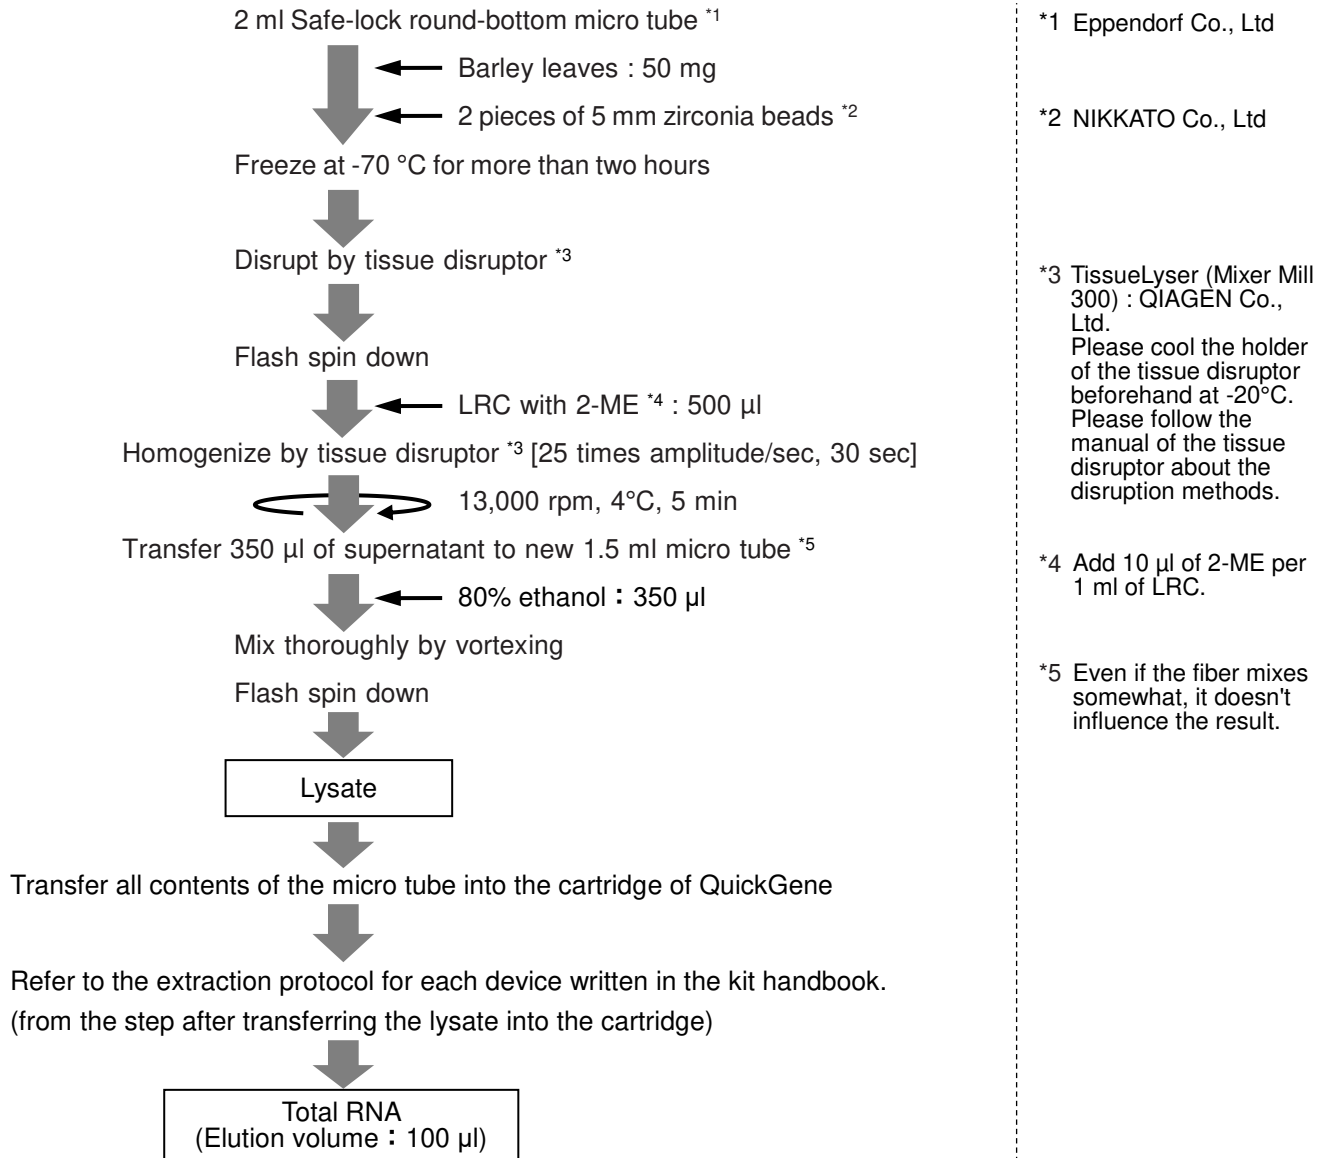 2 ml Safe-lock round-bottom micro tube *1
Barley leaves : 50 mg
2 pieces of 5 mm zirconia beads *2
Freeze at -70 °C for more than two hours
Disrupt by tissue disruptor *3
Flash spin down
LRC with 2-ME *4 : 500 µl
Homogenize by tissue disruptor *3 [25 times amplitude/sec, 30 sec]
13,000 rpm, 4°C, 5 min
Transfer 350 µl of supernatant to new 1.5 ml micro tube *5
80% ethanol : 350 µl
Mix thoroughly by vortexing
Flash spin down
Lysate
Transfer all contents of the micro tube into the cartridge of QuickGene
Refer to the extraction protocol for each device written in the kit handbook.
(from the step after transferring the lysate into the cartridge)
Total RNA
(Elution volume : 100 µl)
*1 Eppendorf Co., Ltd
*2 NIKKATO Co., Ltd
*3 TissueLyser (Mixer Mill
300) : QIAGEN Co.,
Ltd.
Please cool the holder
of the tissue disruptor
beforehand at -20°C.
Please follow the
manual of the tissue
disruptor about the
disruption methods.
*4 Add 10 µl of 2-ME per
1 ml of LRC.
*5 Even if the fiber mixes
somewhat, it doesn't
influence the result.